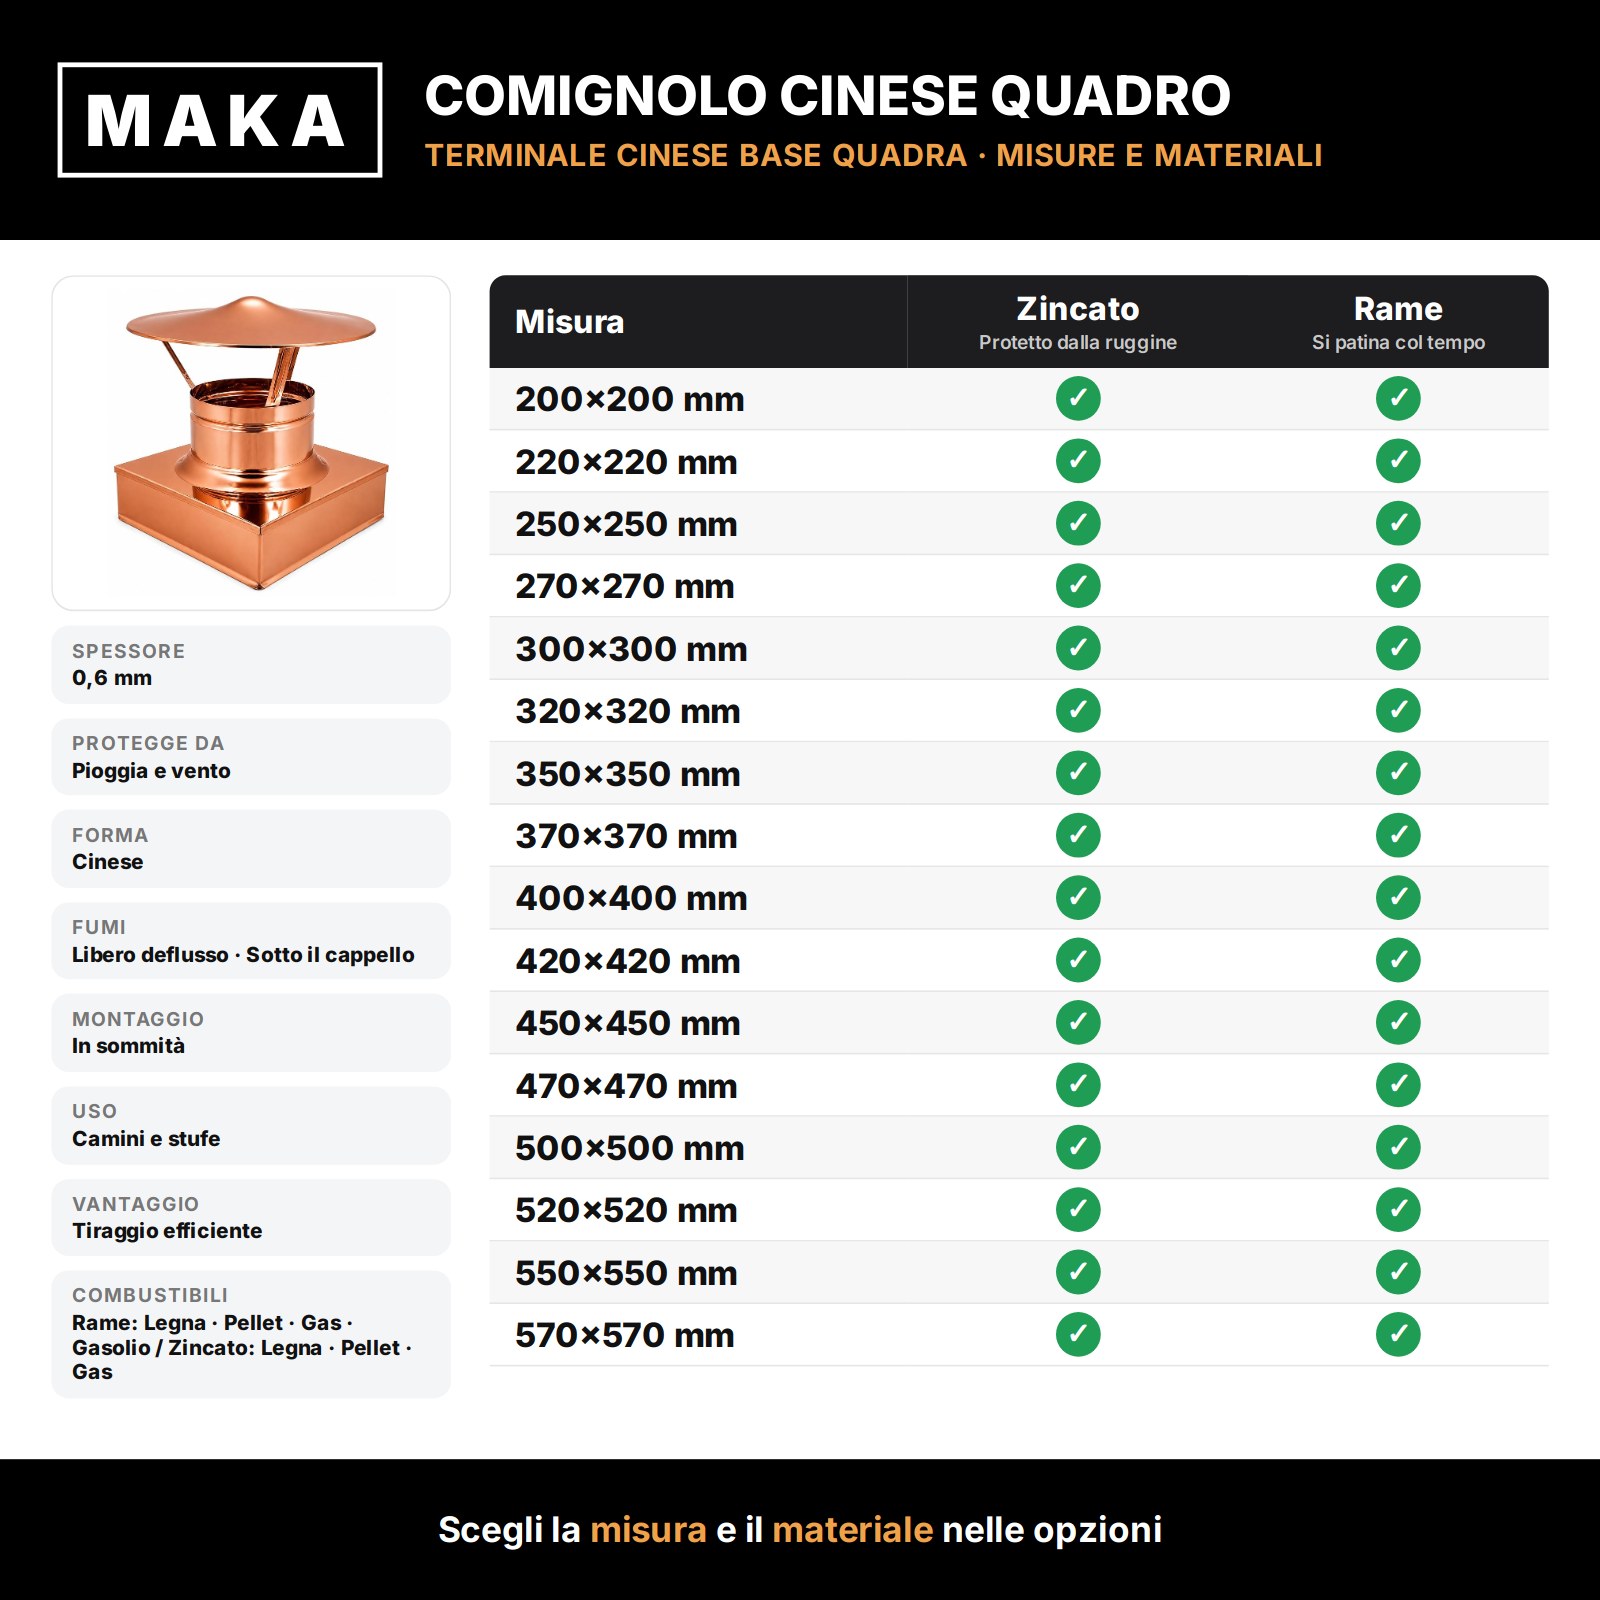 MAKA
COMIGNOLO CINESE QUADRO
TERMINALE CINESE BASE QUADRA · MISURE E MATERIALI
SPESSORE
0,6 mm
PROTEGGE DA
Pioggia e vento
FORMA
Cinese
FUMI
Libero deflusso · Sotto il cappello
MONTAGGIO
In sommità
USO
Camini e stufe
VANTAGGIO
Tiraggio efficiente
COMBUSTIBILI
Rame: Legna · Pellet · Gas ·
Gasolio / Zincato: Legna · Pellet ·
Gas
Misura Zincato Rame
Protetto dalla ruggine Si patina col tempo
200×200 mm ✓ ✓
220×220 mm ✓ ✓
250×250 mm ✓ ✓
270×270 mm ✓ ✓
300×300 mm ✓ ✓
320×320 mm ✓ ✓
350×350 mm ✓ ✓
370×370 mm ✓ ✓
400×400 mm ✓ ✓
420×420 mm ✓ ✓
450×450 mm ✓ ✓
470×470 mm ✓ ✓
500×500 mm ✓ ✓
520×520 mm ✓ ✓
550×550 mm ✓ ✓
570×570 mm ✓ ✓
Scegli la misura e il materiale nelle opzioni